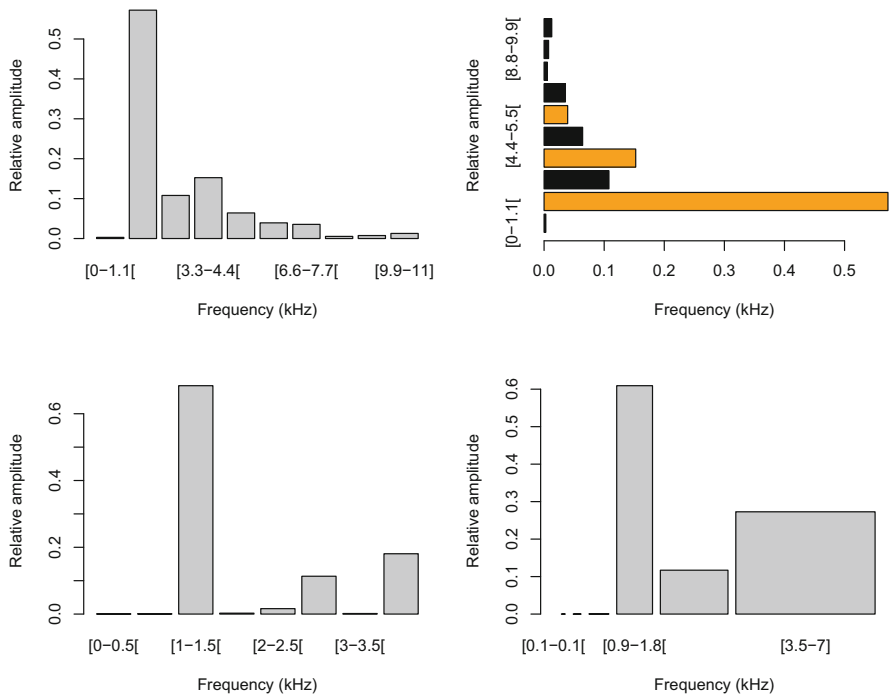 Relative amplitude
0.0 0.1 0.2 0.3 0.4 0.5
[0−1.1[ [3.3−4.4[ [6.6−7.7[ [9.9−11]
Frequency (kHz)
Relative amplitude
[0−1.1[ [4.4−5.5[ [8.8−9.9[
0.0 0.1 0.2 0.3 0.4 0.5
Frequency (kHz)
Relative amplitude
0.0 0.2 0.4 0.6
[0−0.5[ [1−1.5[ [2−2.5[ [3−3.5[
Frequency (kHz)
Relative amplitude
0.0 0.1 0.2 0.3 0.4 0.5 0.6
[0.1−0.1[ [0.9−1.8[ [3.5−7]
Frequency (kHz)